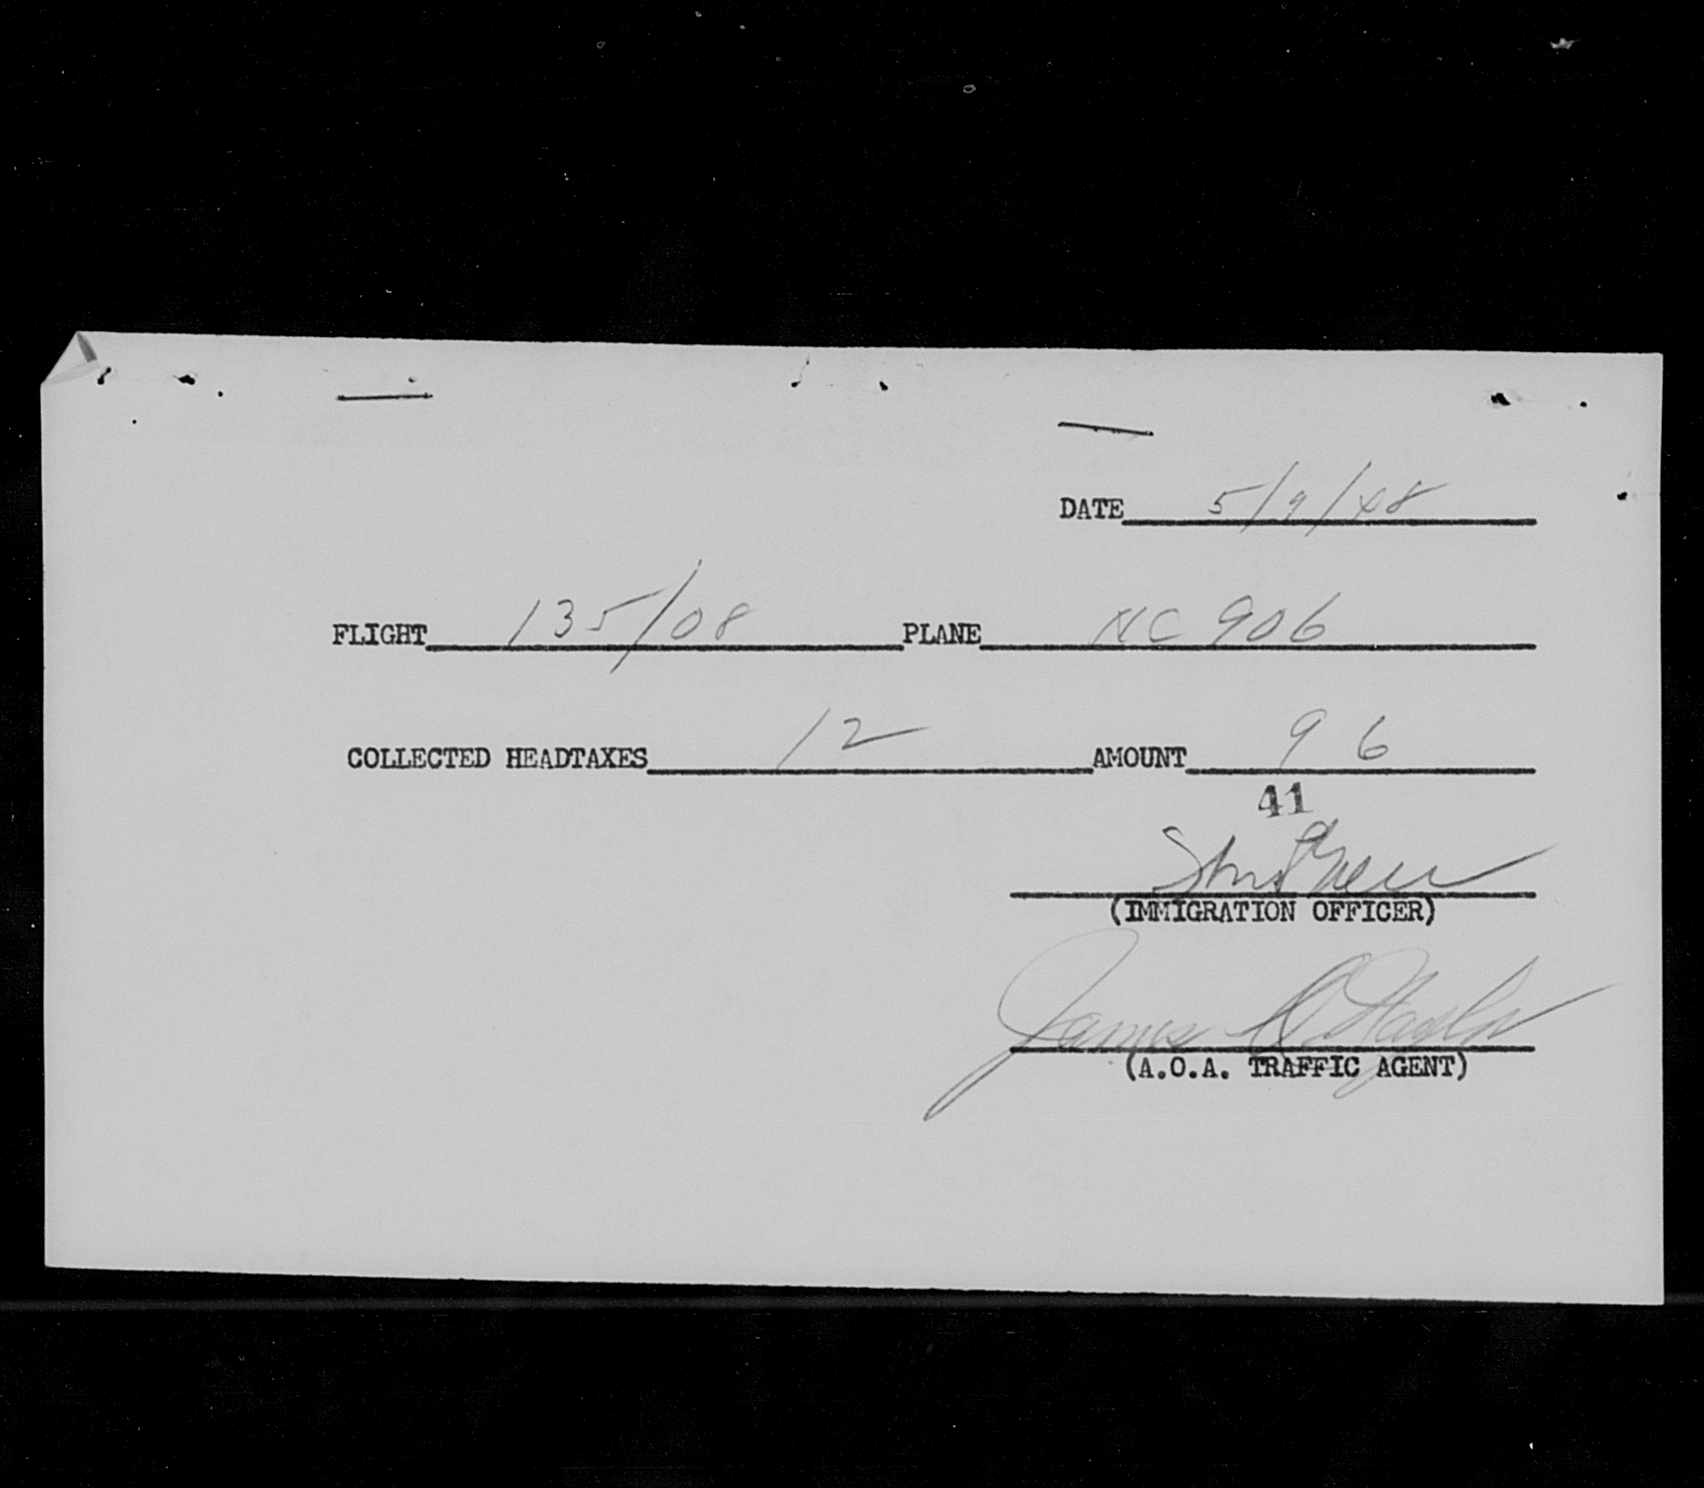 DATE 5/9/48
FLIGHT 135/08 PLANE NC 906
COLLECTED HEADTAXES 12 AMOUNT 96
41
(IMMIGRATION OFFICER)
James
(A.O.A. TRAFFIC AGENT)